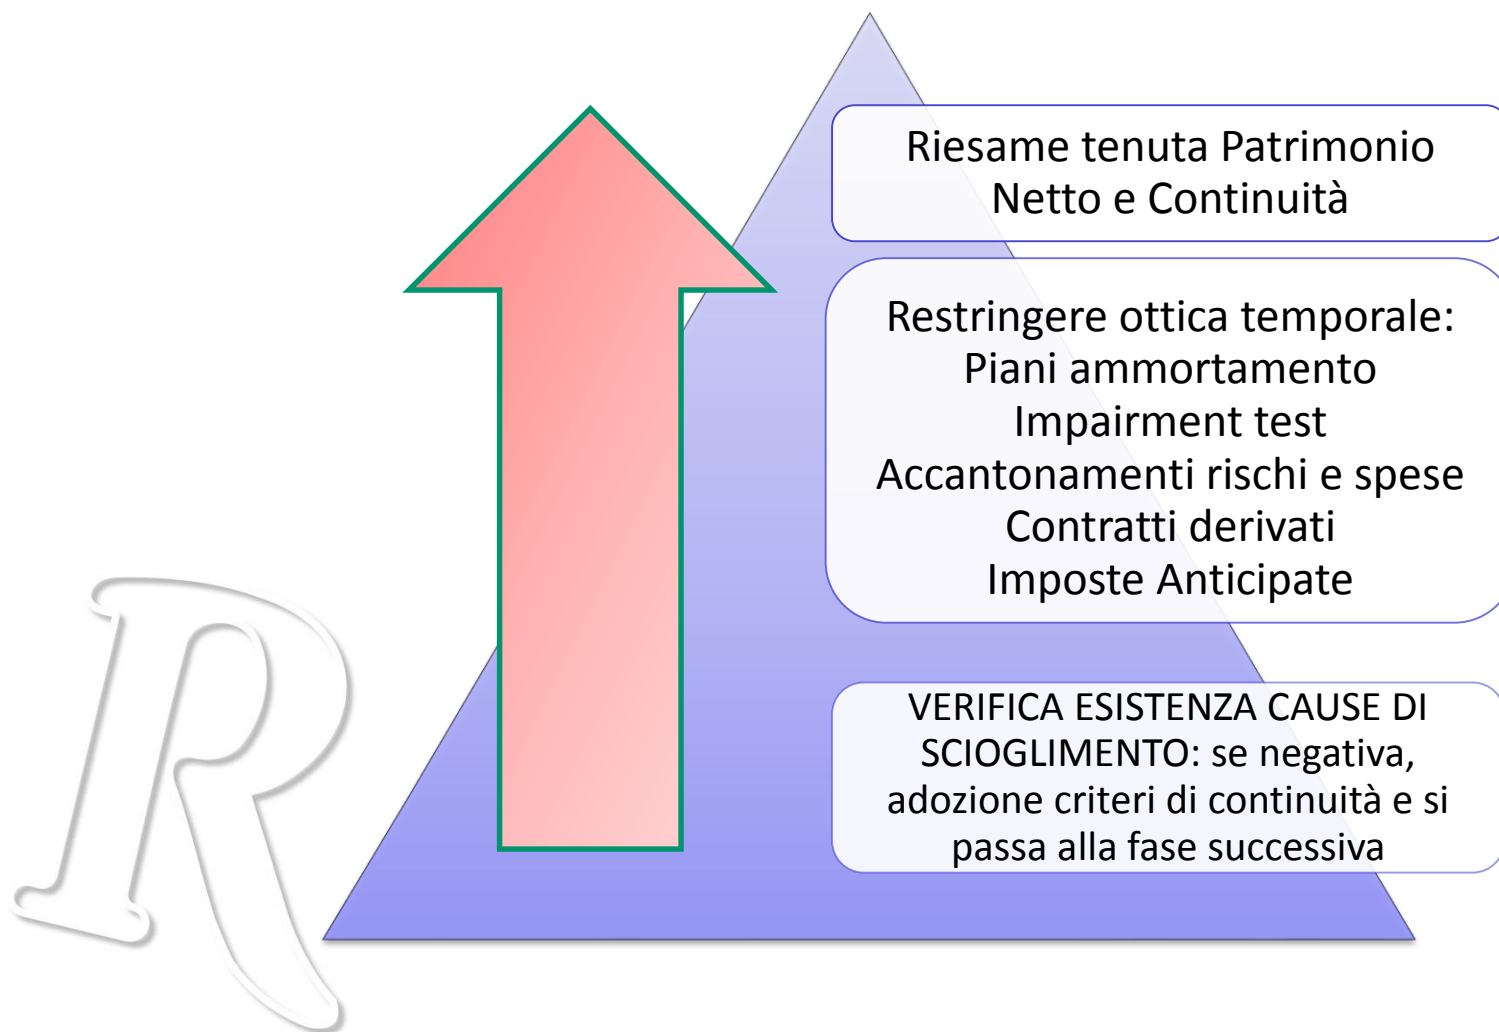 Riesame tenuta Patrimonio
Netto e Continuità
Restringere ottica temporale:
Piani ammortamento
Impairment test
Accantonamenti rischi e spese
Contratti derivati
Imposte Anticipate
VERIFICA ESISTENZA CAUSE DI
SCIOGLIMENTO: se negativa,
adozione criteri di continuità e si
passa alla fase successiva
R